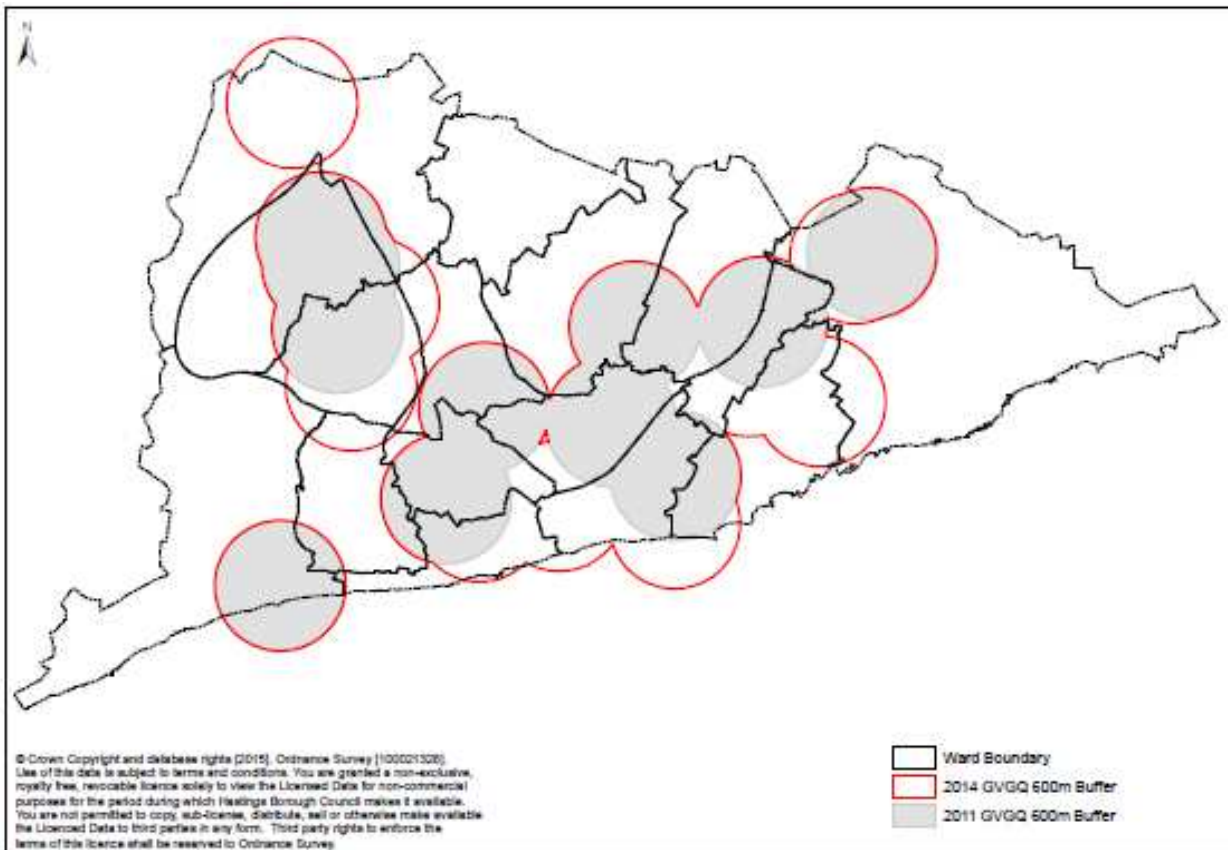 N
© Crown Copyright and database rights [2015]. Ordnance Survey [100021328].
Use of this data is subject to terms and conditions. You are granted a non-exclusive,
royalty free, revocable licence solely to view the Licensed Data for non-commercial
purposes for the period during which Hastings Borough Council makes it available.
You are not permitted to copy, sub-license, distribute, sell or otherwise make available
the Licenced Data to third parties in any form. Third party rights to enforce the
terms of this licence shall be reserved to Ordnance Survey.
Ward Boundary
2014 GVGQ 600m Buffer
2011 GVGQ 600m Buffer